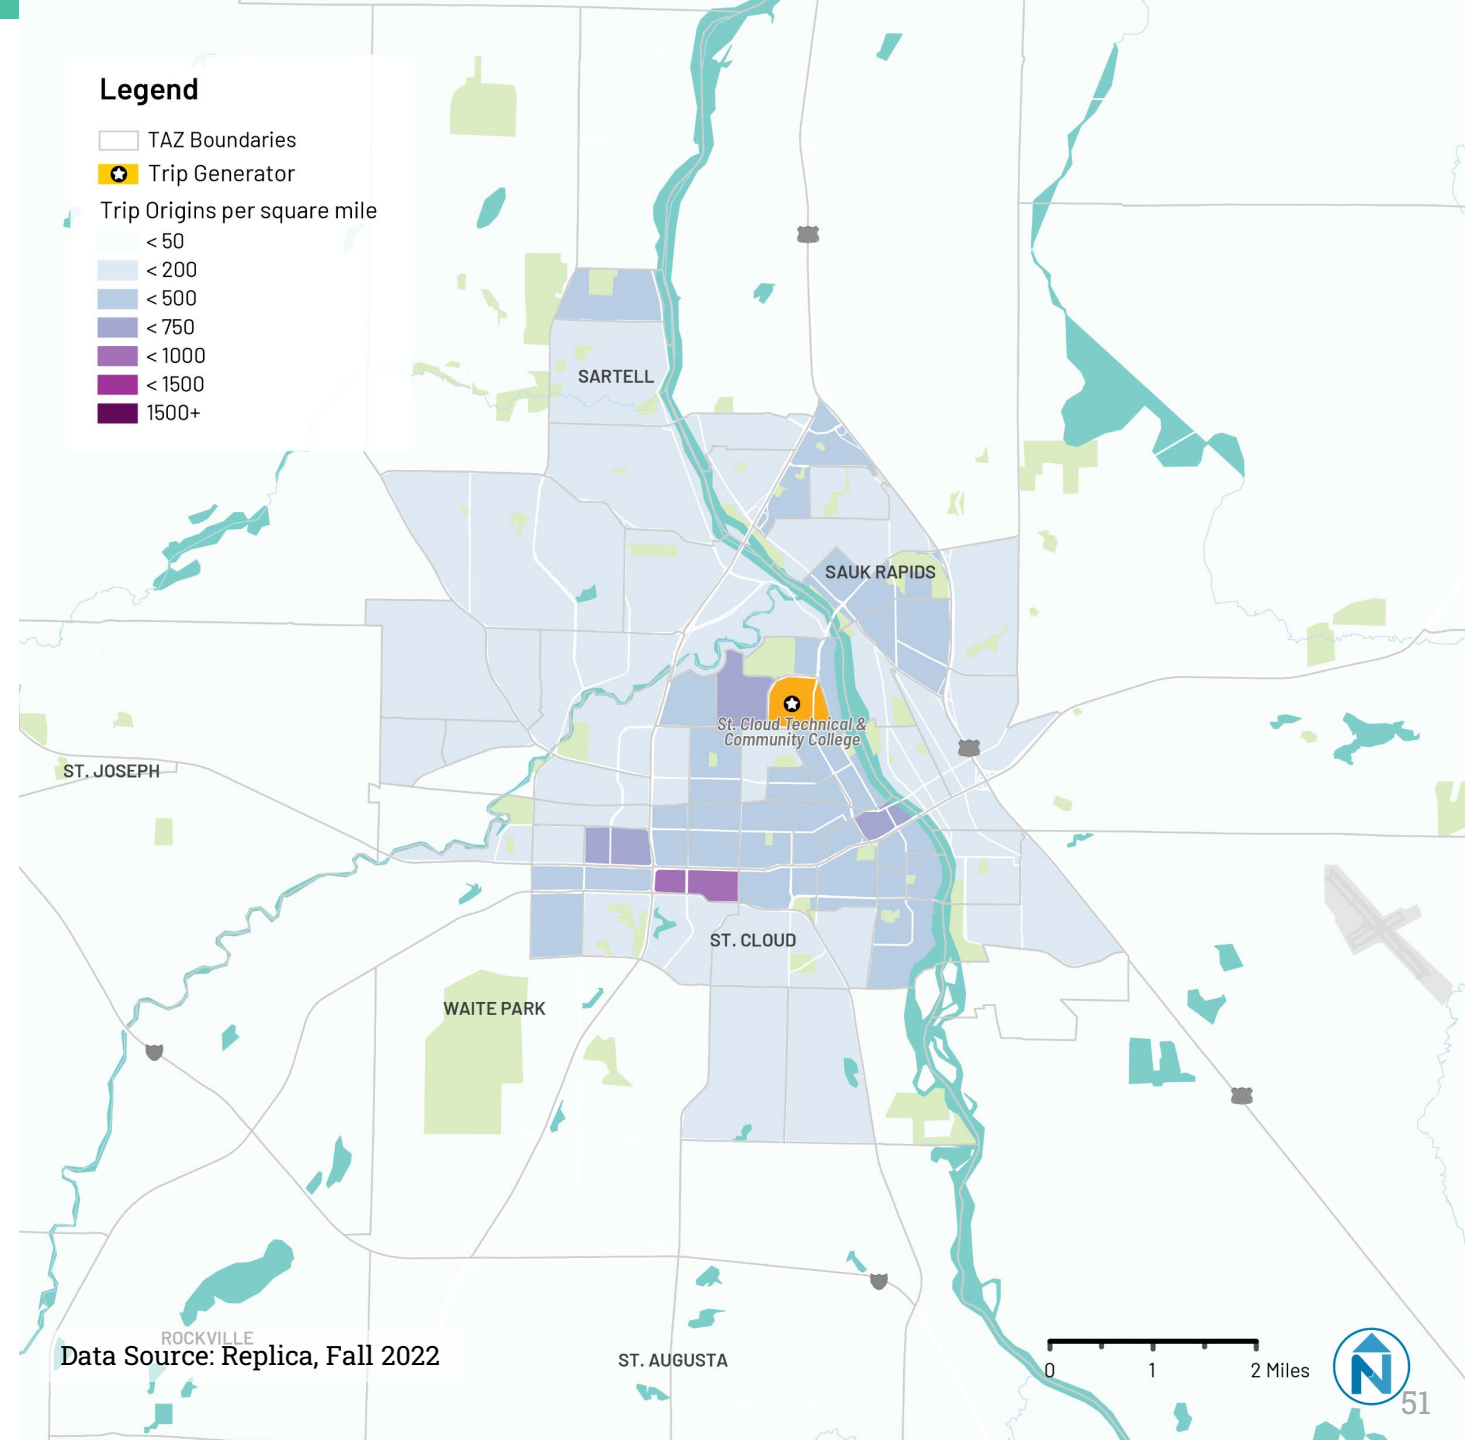 Legend
TAZ Boundaries
Trip Generator
Trip Origins per square mile
< 50
< 200
< 500
< 750
< 1000
< 1500
1500+
SARTELL
SAUK RAPIDS
St. Cloud Technical &
Community College
ST. JOSEPH
ST. CLOUD
WAITE PARK
ROCKVILLE
Data Source: Replica, Fall 2022
ST. AUGUSTA
0 1 2 Miles
N
51